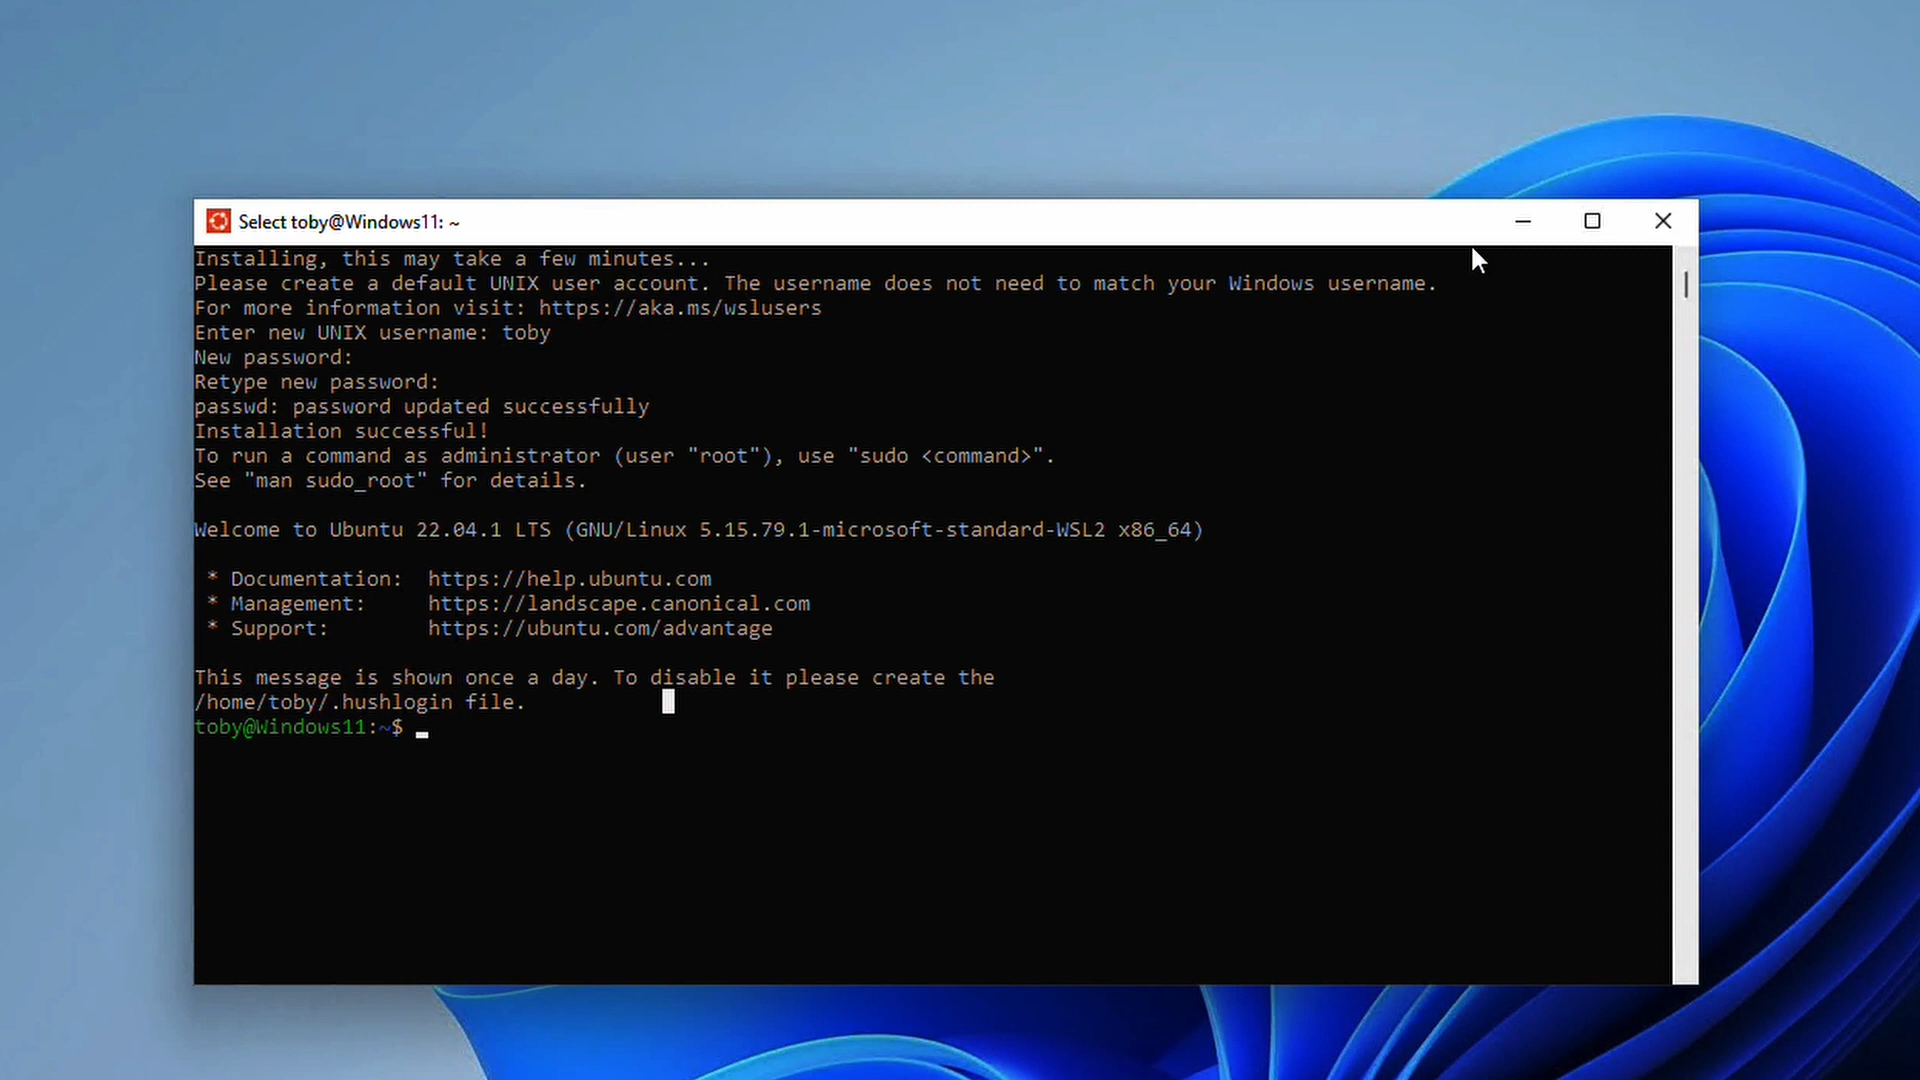 Select toby@Windows11: ~
Installing, this may take a few minutes...
Please create a default UNIX user account. The username does not need to match your Windows username.
For more information visit: https://aka.ms/wslusers
Enter new UNIX username: toby
New password:
Retype new password:
passwd: password updated successfully
Installation successful!
To run a command as administrator (user "root"), use "sudo <command>".
See "man sudo_root" for details.
Welcome to Ubuntu 22.04.1 LTS (GNU/Linux 5.15.79.1-microsoft-standard-WSL2 x86_64)
* Documentation:  https://help.ubuntu.com
* Management:     https://landscape.canonical.com
* Support:        https://ubuntu.com/advantage
This message is shown once a day. To disable it please create the
/home/toby/.hushlogin file.
toby@Windows11:~$